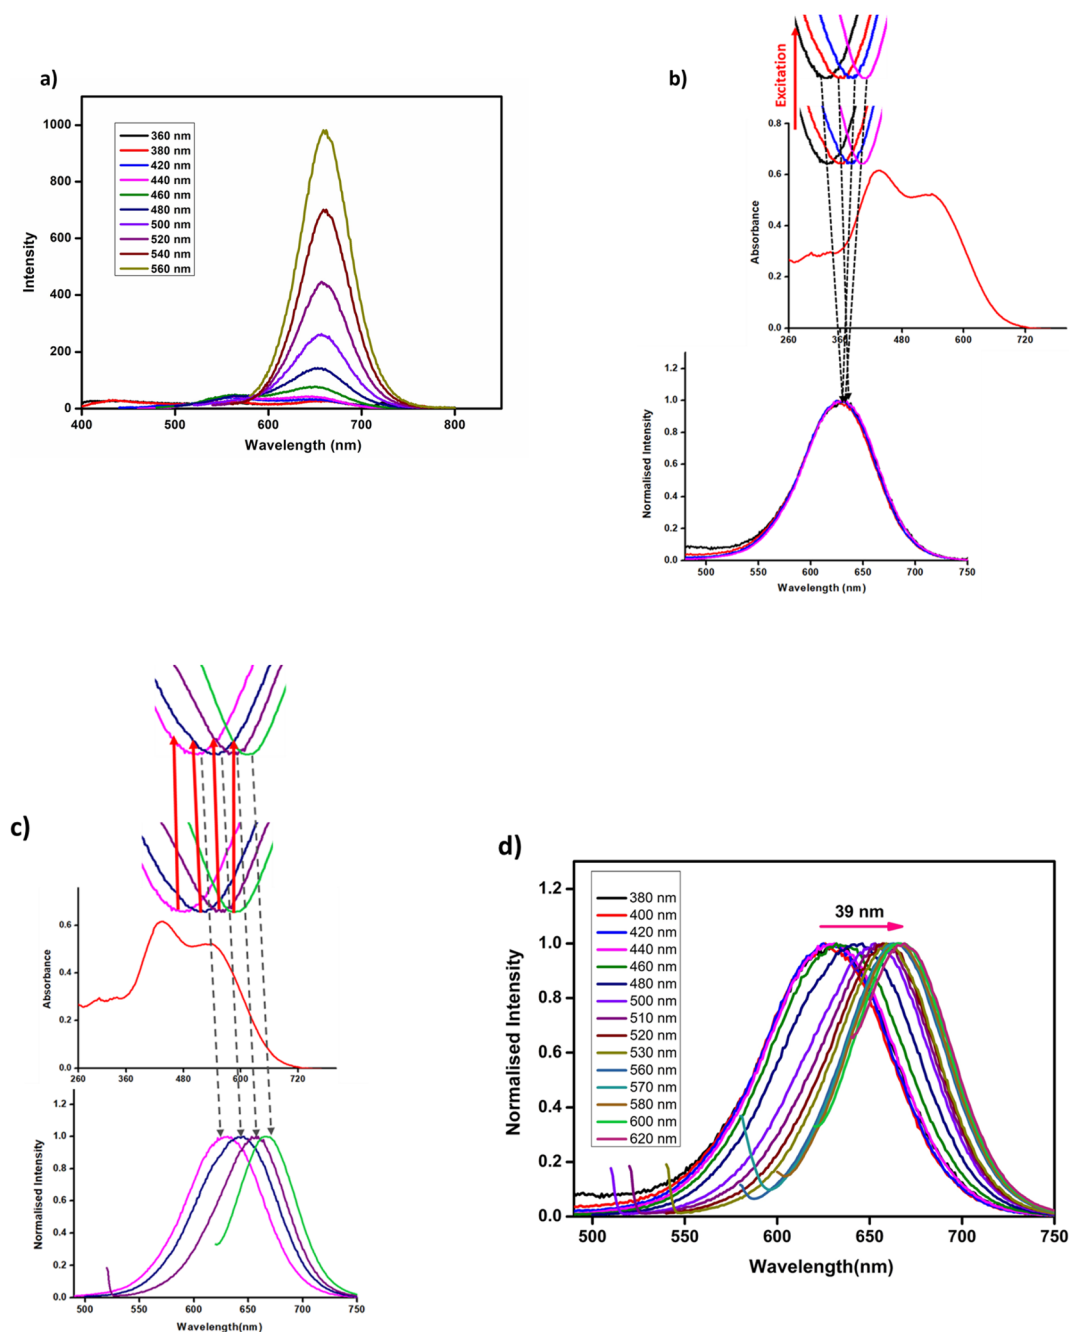 a)
1000
800
600
400
200
0
Intensity
360 nm
380 nm
420 nm
440 nm
460 nm
480 nm
500 nm
520 nm
540 nm
560 nm
400 500 600 700 800
Wavelength (nm)
b)
Excitation
0.8
0.6
0.4
0.2
0.0
Absorbance
260 360 480 600 720
1.2
1.0
0.8
0.6
0.4
0.2
0.0
Normalised Intensity
500 550 600 650 700 750
Wavelength (nm)
c)
0.6
0.4
0.2
0.0
Absorbance
260 360 480 600 720
1.2
1.0
0.8
0.6
0.4
0.2
0.0
Normalised Intensity
500 550 600 650 700 750
Wavelength(nm)
d)
1.2
1.0
0.8
0.6
0.4
0.2
0.0
Normalised Intensity
380 nm
400 nm
420 nm
440 nm
460 nm
480 nm
500 nm
510 nm
520 nm
530 nm
560 nm
570 nm
580 nm
600 nm
620 nm
39 nm
500 550 600 650 700 750
Wavelength(nm)